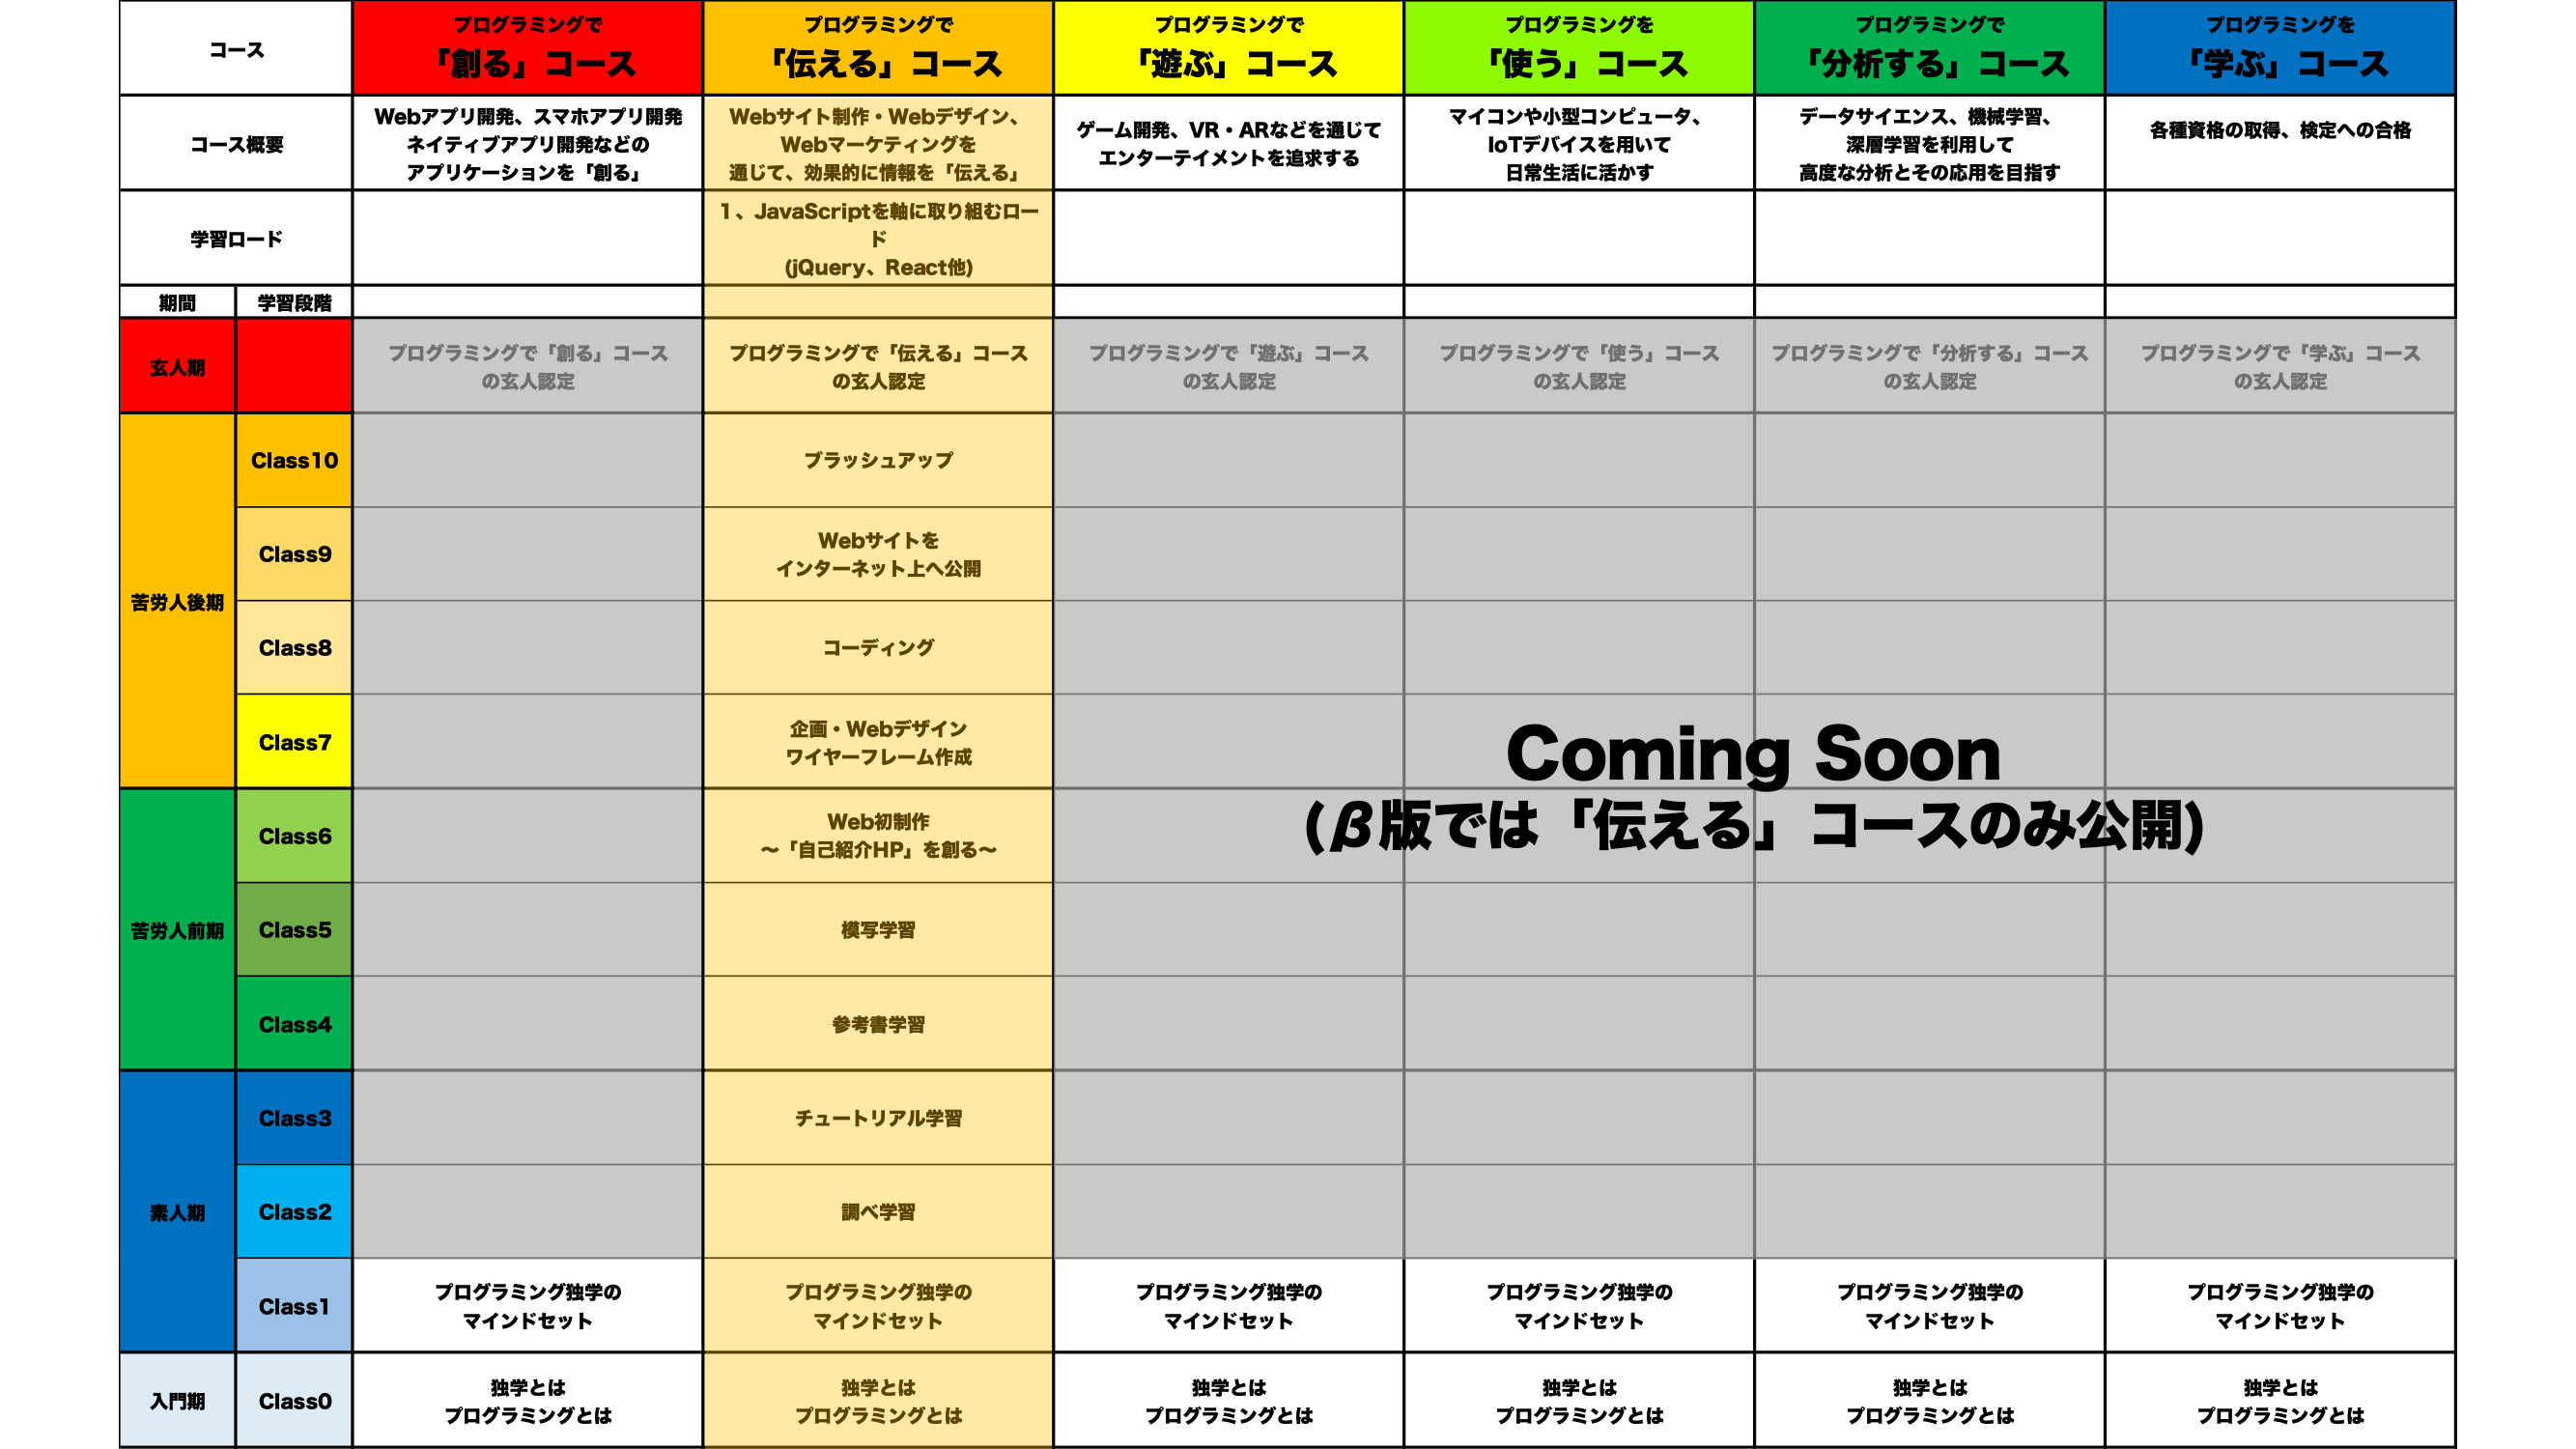 コース
プログラミングで
「創る」コース
プログラミングで
「伝える」コース
プログラミングで
「遊ぶ」コース
プログラミングを
「使う」コース
プログラミングで
「分析する」コース
プログラミングを
「学ぶ」コース
コース概要
Webアプリ開発、スマホアプリ開発
ネイティブアプリ開発などの
アプリケーションを「創る」
Webサイト制作・Webデザイン、
Webマーケティングを
通じて、効果的に情報を「伝える」
ゲーム開発、VR・ARなどを通じて
エンターテイメントを追求する
マイコンや小型コンピュータ、
IoTデバイスを用いて
日常生活に活かす
データサイエンス、機械学習、
深層学習を利用して
高度な分析とその応用を目指す
各種資格の取得、検定への合格
学習ロード
1、JavaScriptを軸に取り組むロー
ド
(jQuery、React他)
期間
学習段階
玄人期
プログラミングで「創る」コース
の玄人認定
プログラミングで「伝える」コース
の玄人認定
プログラミングで「遊ぶ」コース
の玄人認定
プログラミングで「使う」コース
の玄人認定
プログラミングで「分析する」コース
の玄人認定
プログラミングで「学ぶ」コース
の玄人認定
苦労人後期
Class10
ブラッシュアップ
Class9
Webサイトを
インターネット上へ公開
Class8
コーディング
Class7
企画・Webデザイン
ワイヤーフレーム作成
Coming Soon
(β版では「伝える」コースのみ公開)
苦労人前期
Class6
Web初制作
～「自己紹介HP」を創る～
Class5
模写学習
Class4
参考書学習
素人期
Class3
チュートリアル学習
Class2
調べ学習
Class1
プログラミング独学の
マインドセット
プログラミング独学の
マインドセット
プログラミング独学の
マインドセット
プログラミング独学の
マインドセット
プログラミング独学の
マインドセット
プログラミング独学の
マインドセット
入門期
Class0
独学とは
プログラミングとは
独学とは
プログラミングとは
独学とは
プログラミングとは
独学とは
プログラミングとは
独学とは
プログラミングとは
独学とは
プログラミングとは